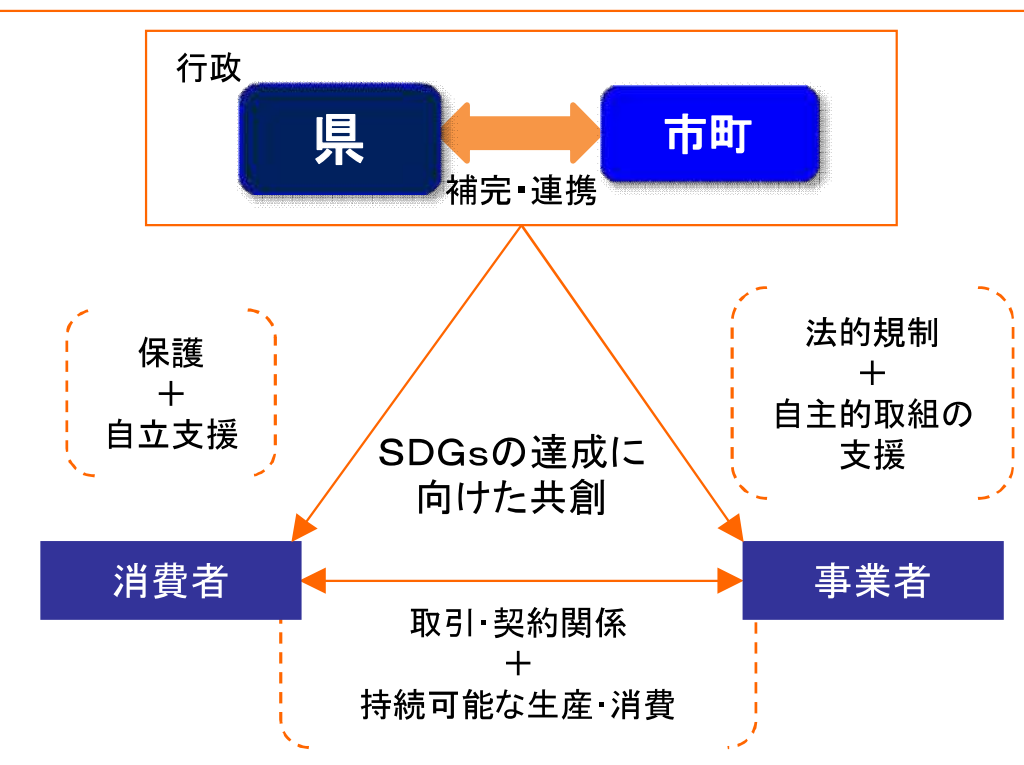 行政
県
市町
補完・連携
保護
＋
自立支援
法的規制
＋
自主的取組の
支援
SDGsの達成に
向けた共創
消費者
事業者
取引・契約関係
＋
持続可能な生産・消費